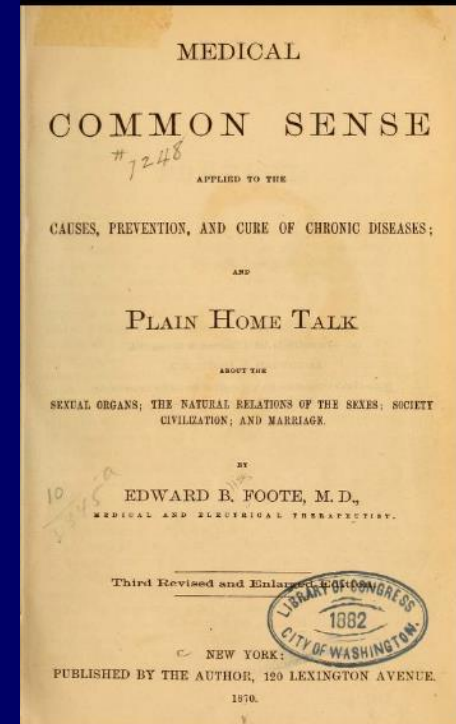 MEDICAL
COMMON SENSE
#7248
APPLIED TO THE
CAUSES, PREVENTION, AND CURE OF CHRONIC DISEASES;
AND
PLAIN HOME TALK
ABOUT THE
SEXUAL ORGANS; THE NATURAL RELATIONS OF THE SEXES; SOCIETY
CIVILIZATION; AND MARRIAGE.
BY
EDWARD B. FOOTE, M. D.,
MEDICAL AND ELECTRICAL THERAPEUTIST.
10
Third Revised and Enlarged Edition.
LIBRARY OF CONGRESS
1882
CITY OF WASHINGTON.
NEW YORK:
PUBLISHED BY THE AUTHOR, 120 LEXINGTON AVENUE.
1870.